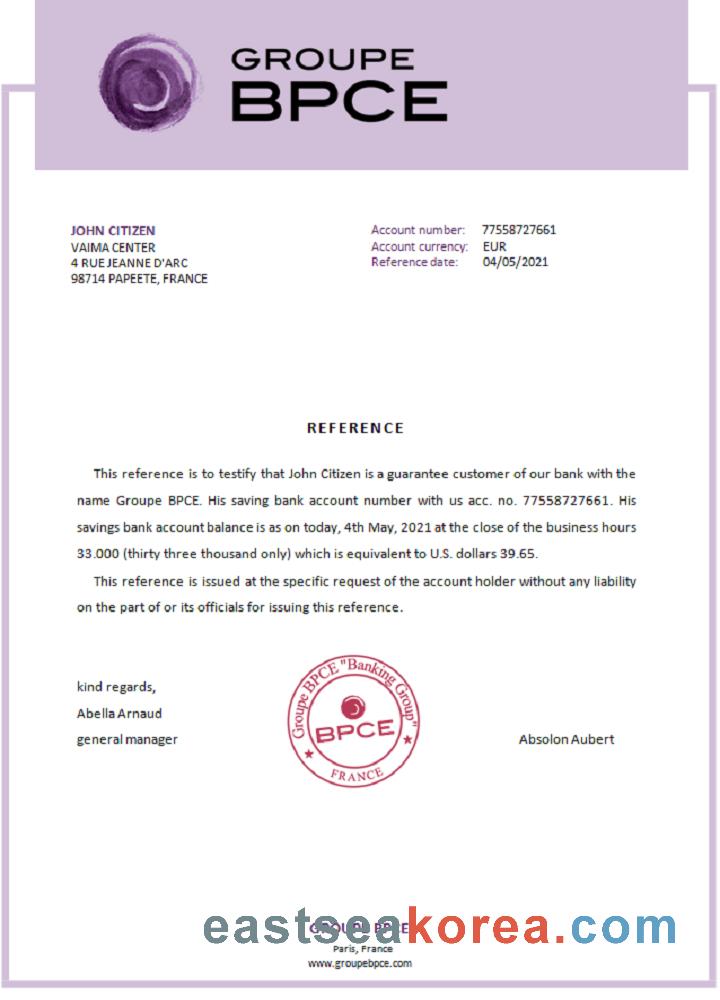 GROUPE
BPCE
JOHN CITIZEN
VAIMA CENTER
4 RUE JEANNE D'ARC
98714 PAPEETE, FRANCE
Account number: 77558727661
Account currency: EUR
Reference date: 04/05/2021
REFERENCE
This reference is to testify that John Citizen is a guarantee customer of our bank with the
name Groupe BPCE. His saving bank account number with us acc. no. 77558727661. His
savings bank account balance is as on today, 4th May, 2021 at the close of the business hours
33.000 (thirty three thousand only) which is equivalent to U.S. dollars 39.65.
This reference is issued at the specific request of the account holder without any liability
on the part of or its officials for issuing this reference.
kind regards,
Abella Arnaud
general manager
Groupe BPCE "Banking Group"
BPCE
FRANCE
Absolon Aubert
GROUPE BPCE
eastseakorea.com
Paris, France
www.groupebpce.com